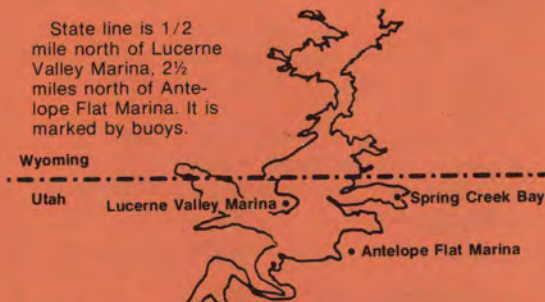 State line is 1/2
mile north of Lucerne
Valley Marina, 2½
miles north of Ante-
lope Flat Marina. It is
marked by buoys.
Wyoming
Utah
Lucerne Valley Marina
Spring Creek Bay
Antelope Flat Marina